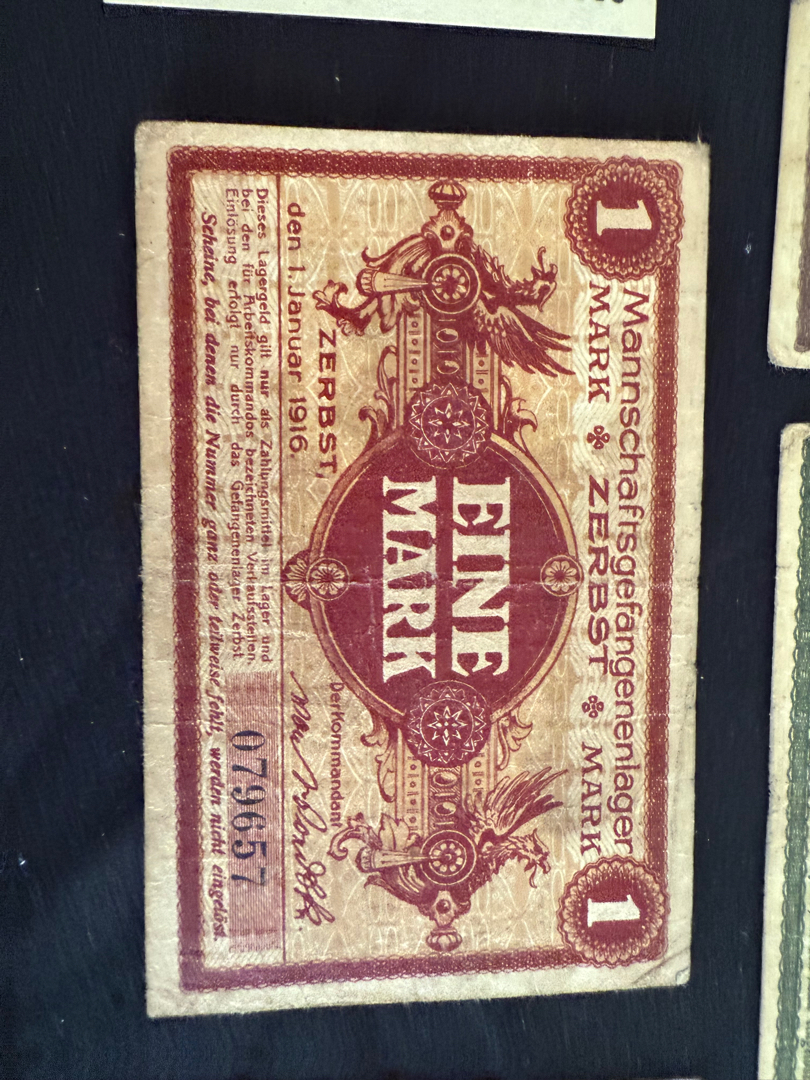 Mannschaftsgefangenenlager
1 MARK ZERBST MARK 1
EINE
MARK
ZERBST,
den 1. Januar 1916.
Der Kommandant
Dieses Lagergeld gilt nur als Zahlungsmittel im Lager und
bei den für Arbeitskommandos bezeichneten Verkaufsstellen.
Einlösung erfolgt nur durch das Gefangenenlager Zerbst
079657
Scheine, bei denen die Nummer ganz oder teilweise fehlt, werden nicht eingelöst.